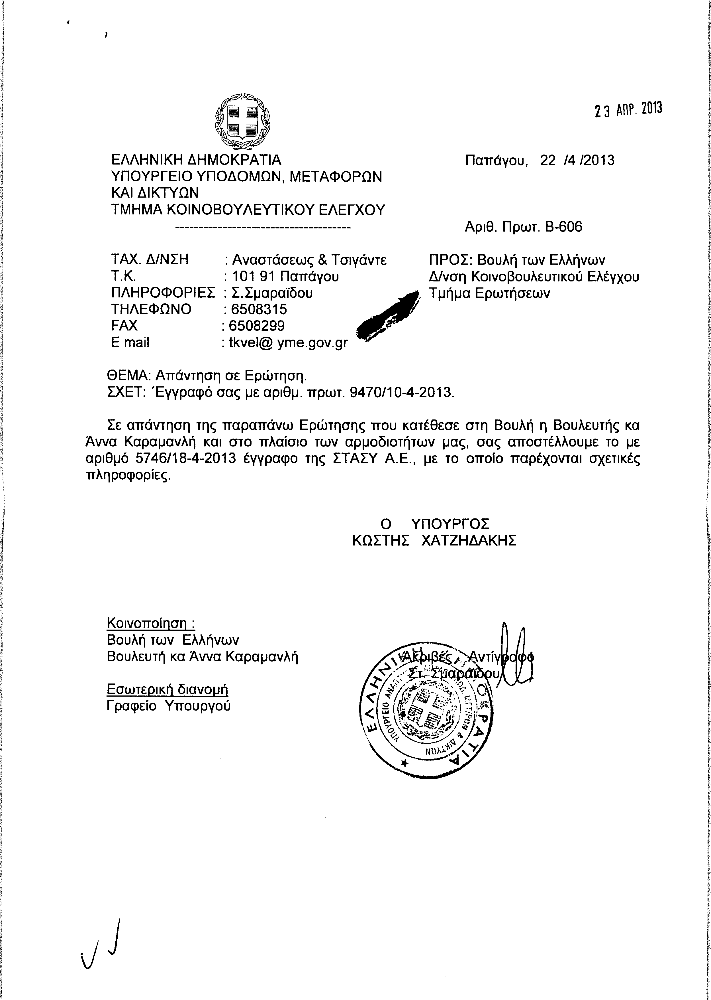 23 ΑΠΡ. 2013
ΕΛΛΗΝΙΚΗ ΔΗΜΟΚΡΑΤΙΑ
ΥΠΟΥΡΓΕΙΟ ΥΠΟΔΟΜΩΝ, ΜΕΤΑΦΟΡΩΝ
ΚΑΙ ΔΙΚΤΥΩΝ
ΤΜΗΜΑ ΚΟΙΝΟΒΟΥΛΕΥΤΙΚΟΥ ΕΛΕΓΧΟΥ
-------------------------------------
Παπάγου, 22 /4 /2013
Αριθ. Πρωτ. Β-606
ΤΑΧ. Δ/ΝΣΗ : Αναστάσεως & Τσιγάντε
Τ.Κ. : 101 91 Παπάγου
ΠΛΗΡΟΦΟΡΙΕΣ : Σ.Σμαραϊδου
ΤΗΛΕΦΩΝΟ : 6508315
FAX : 6508299
E mail : tkvel@ yme.gov.gr
ΠΡΟΣ: Βουλή των Ελλήνων
Δ/νση Κοινοβουλευτικού Ελέγχου
Τμήμα Ερωτήσεων
ΘΕΜΑ: Απάντηση σε Ερώτηση.
ΣΧΕΤ: Έγγραφό σας με αριθμ. πρωτ. 9470/10-4-2013.
Σε απάντηση της παραπάνω Ερώτησης που κατέθεσε στη Βουλή η Βουλευτής κα
Άννα Καραμανλή και στο πλαίσιο των αρμοδιοτήτων μας, σας αποστέλλουμε το με
αριθμό 5746/18-4-2013 έγγραφο της ΣΤΑΣΥ Α.Ε., με το οποίο παρέχονται σχετικές
πληροφορίες.
Ο ΥΠΟΥΡΓΟΣ
ΚΩΣΤΗΣ ΧΑΤΖΗΔΑΚΗΣ
Κοινοποίηση :
Βουλή των Ελλήνων
Βουλευτή κα Άννα Καραμανλή
Εσωτερική διανομή
Γραφείο Υπουργού
Ακριβές Αντίγραφο
Στ. Σμαραϊδου
ΕΛΛΗΝΙΚΗ ΔΗΜΟΚΡΑΤΙΑ
ΥΠΟΥΡΓΕΙΟ
& ΔΙΚΤΥΩΝ